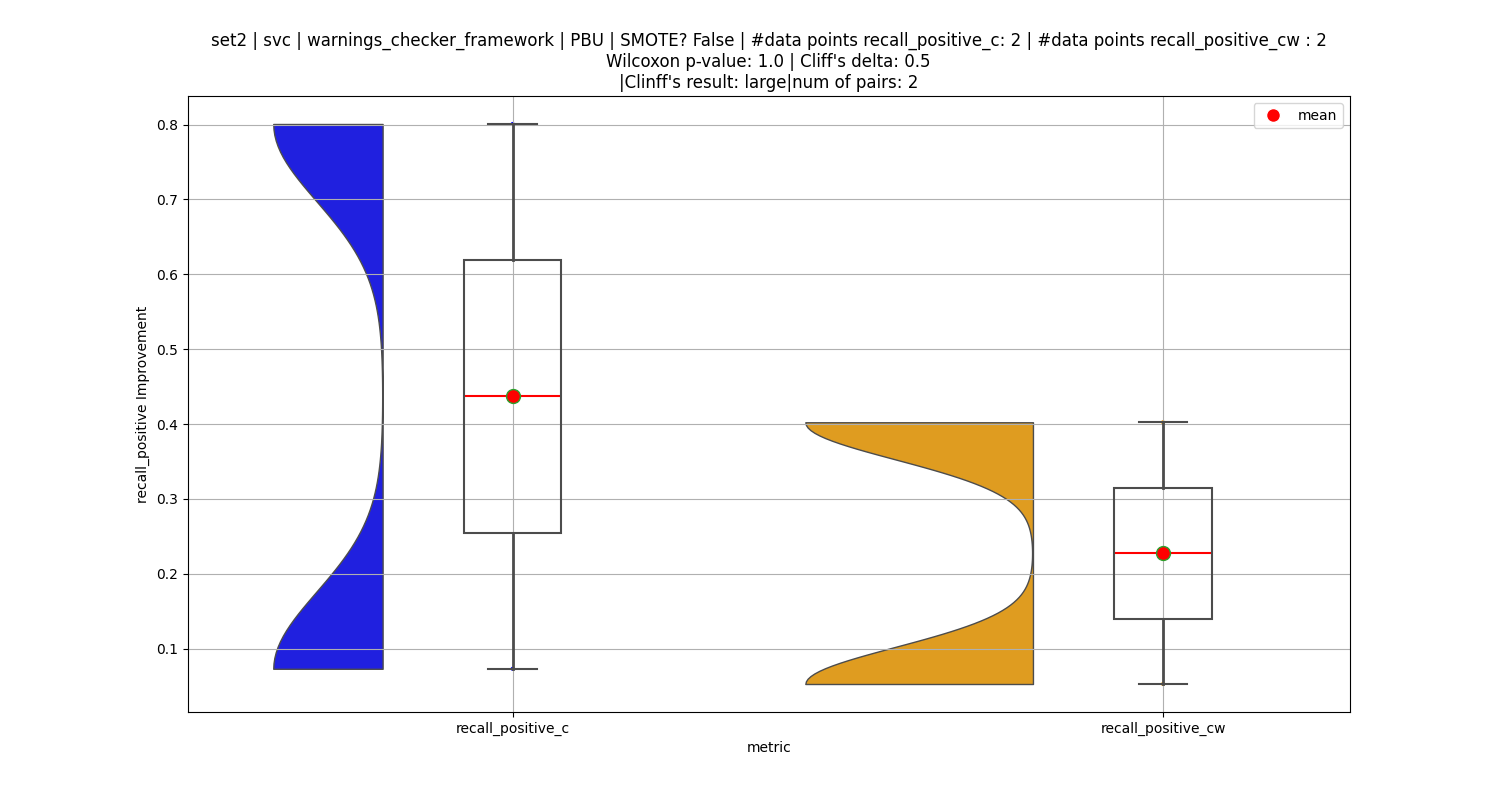 set2 | svc | warnings_checker_framework | PBU | SMOTE? False | #data points recall_positive_c: 2 | #data points recall_positive_cw : 2
Wilcoxon p-value: 1.0 | Cliff's delta: 0.5
|Clinff's result: large|num of pairs: 2
mean
0.8
0.7
0.6
0.5
0.4
0.3
0.2
0.1
recall_positive Improvement
recall_positive_c
recall_positive_cw
metric